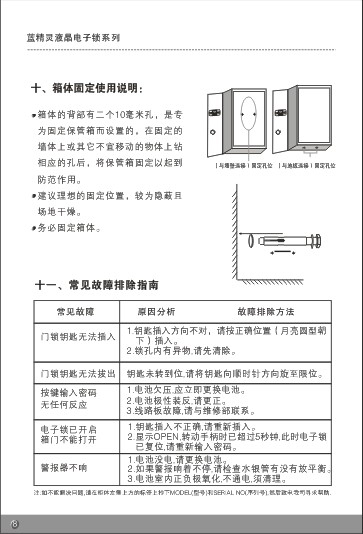 蓝精灵液晶电子锁系列
十、箱体固定使用说明：
箱体的背部有二个10毫米孔，是专
为固定保管箱而设置的。在固定的
墙体上或其它不宜移动的物体上钻
相应的孔后，将保管箱固定以起到
防范作用。
建议理想的固定位置，较为隐蔽且
场地干燥。
务必固定箱体。
（与墙壁连接）固定孔位 （与地板连接）固定孔位
十一、常见故障排除指南
常见故障 原因分析 故障排除方法
门锁钥匙无法插入
1.钥匙插入方向不对，请按正确位置（月亮圆型朝
下）插入。
2.锁孔内有异物，请先清除。
门锁钥匙无法拔出 钥匙未转到位，请将钥匙向顺时针方向旋至限位。
按键输入密码
无任何反应
1.电池欠压，应立即更换电池。
2.电池极性装反，请更正。
3.线路板故障，请与维修部联系。
电子锁已开启
箱门不能打开
1.钥匙插入不正确，请重新插入。
2.显示OPEN，转动手柄时已超过5秒钟，此时电子锁
已复位，请重新输入密码。
警报器不响
1.电池没电，请更换电池。
2.如果警报响着不停，请检查水银管有没有放平衡。
3.电池室内正负极氧化，不通电，须清理。
注：如不能解决问题，请在柜体左侧上方的标签上抄下MODEL(型号)和SERIAL NO(序列号)，然后致电我司寻求帮助。